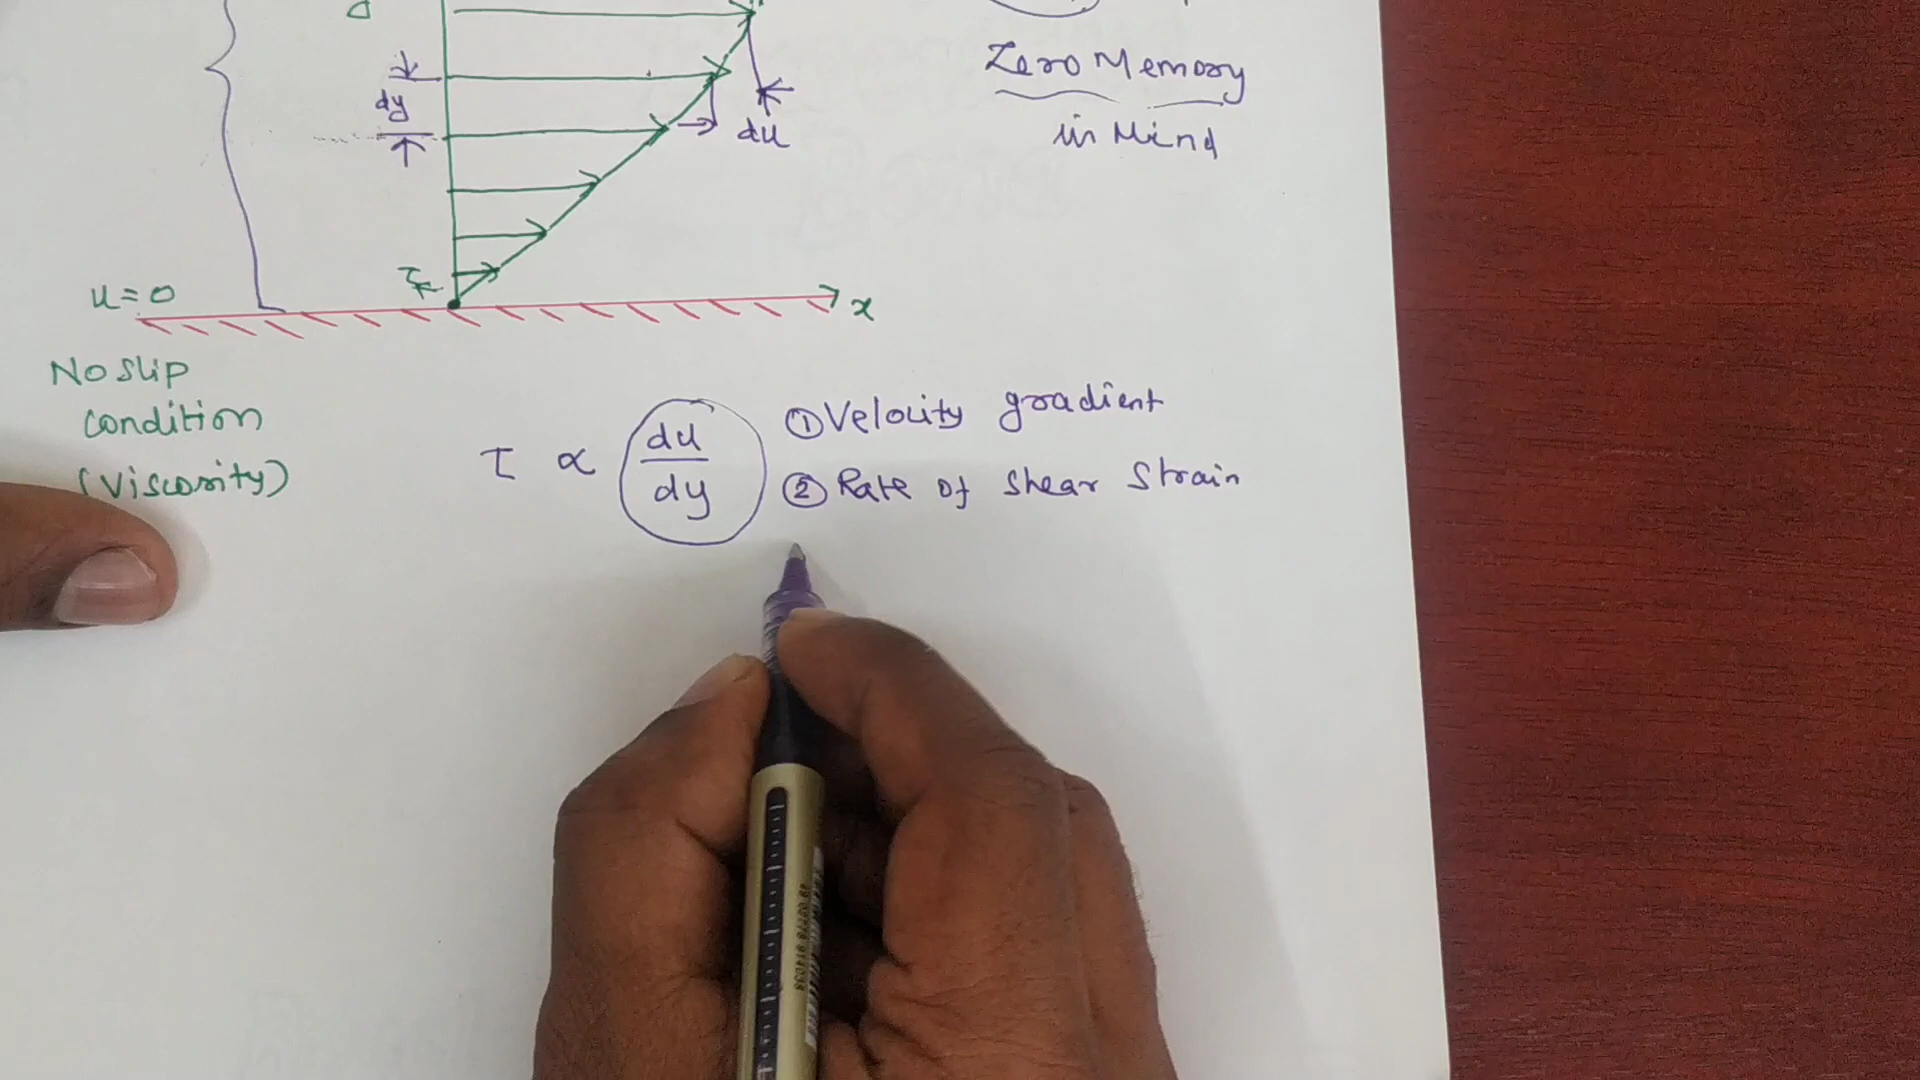 Zero Memory
in Mind
dy
du
τ
u=0
x
No slip
condition
(Viscosity)
τ ∝ du/dy
① Velocity gradient
② Rate of shear strain